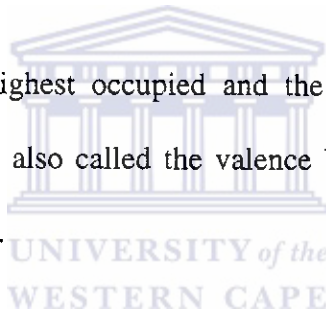 ighest occupied and the
also called the valence
UNIVERSITY of the
WESTERN CAPE